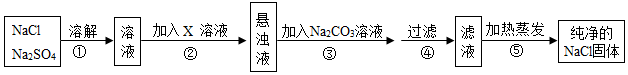 NaCl
Na2SO4
溶解
①
溶液
加入X 溶液
②
悬浊液
加入Na2CO3溶液
③
过滤
④
滤液
加热蒸发
⑤
纯净的
NaCl固体